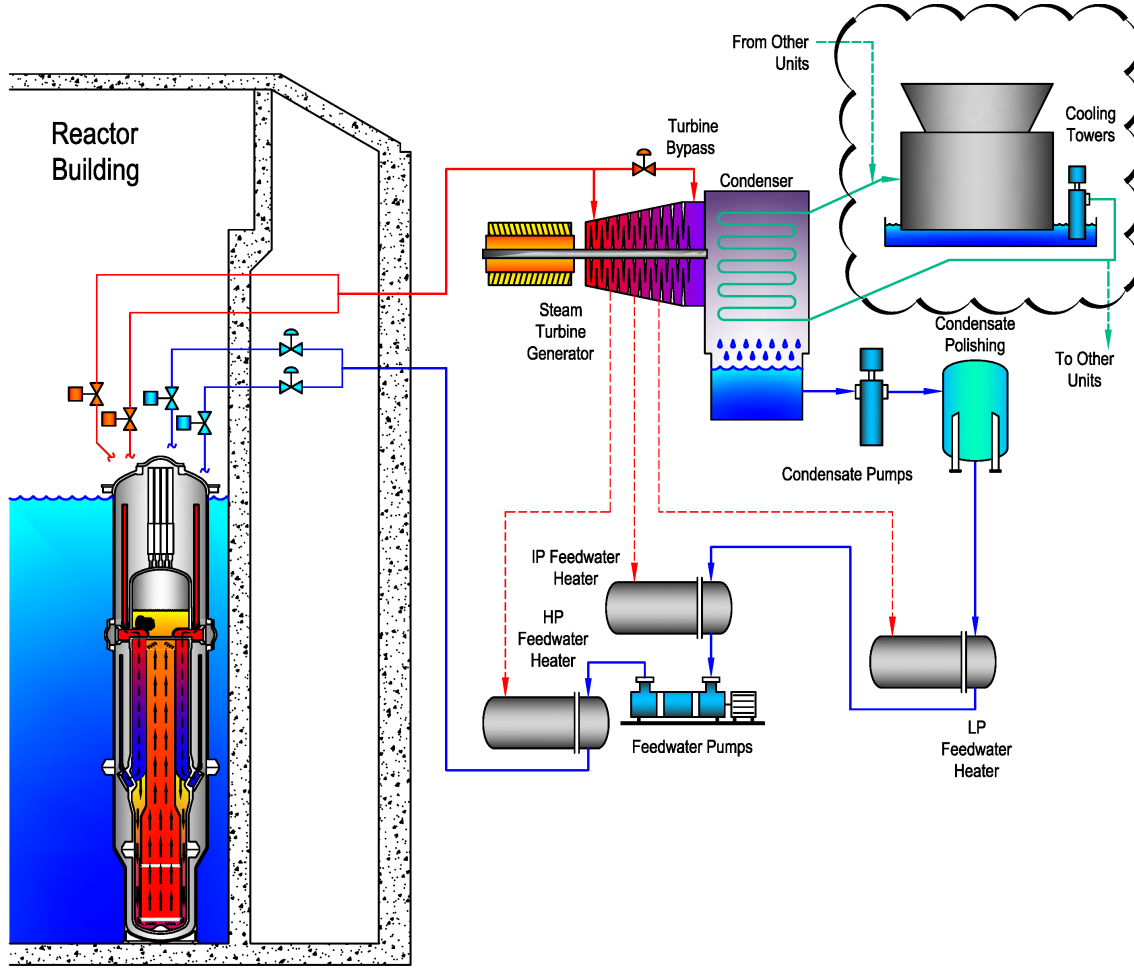 From Other
Units
Reactor
Building
Turbine
Bypass
Cooling
Towers
Condenser
Steam
Turbine
Generator
Condensate
Polishing
To Other
Units
Condensate Pumps
IP Feedwater
Heater
HP
Feedwater
Heater
Feedwater Pumps
LP
Feedwater
Heater